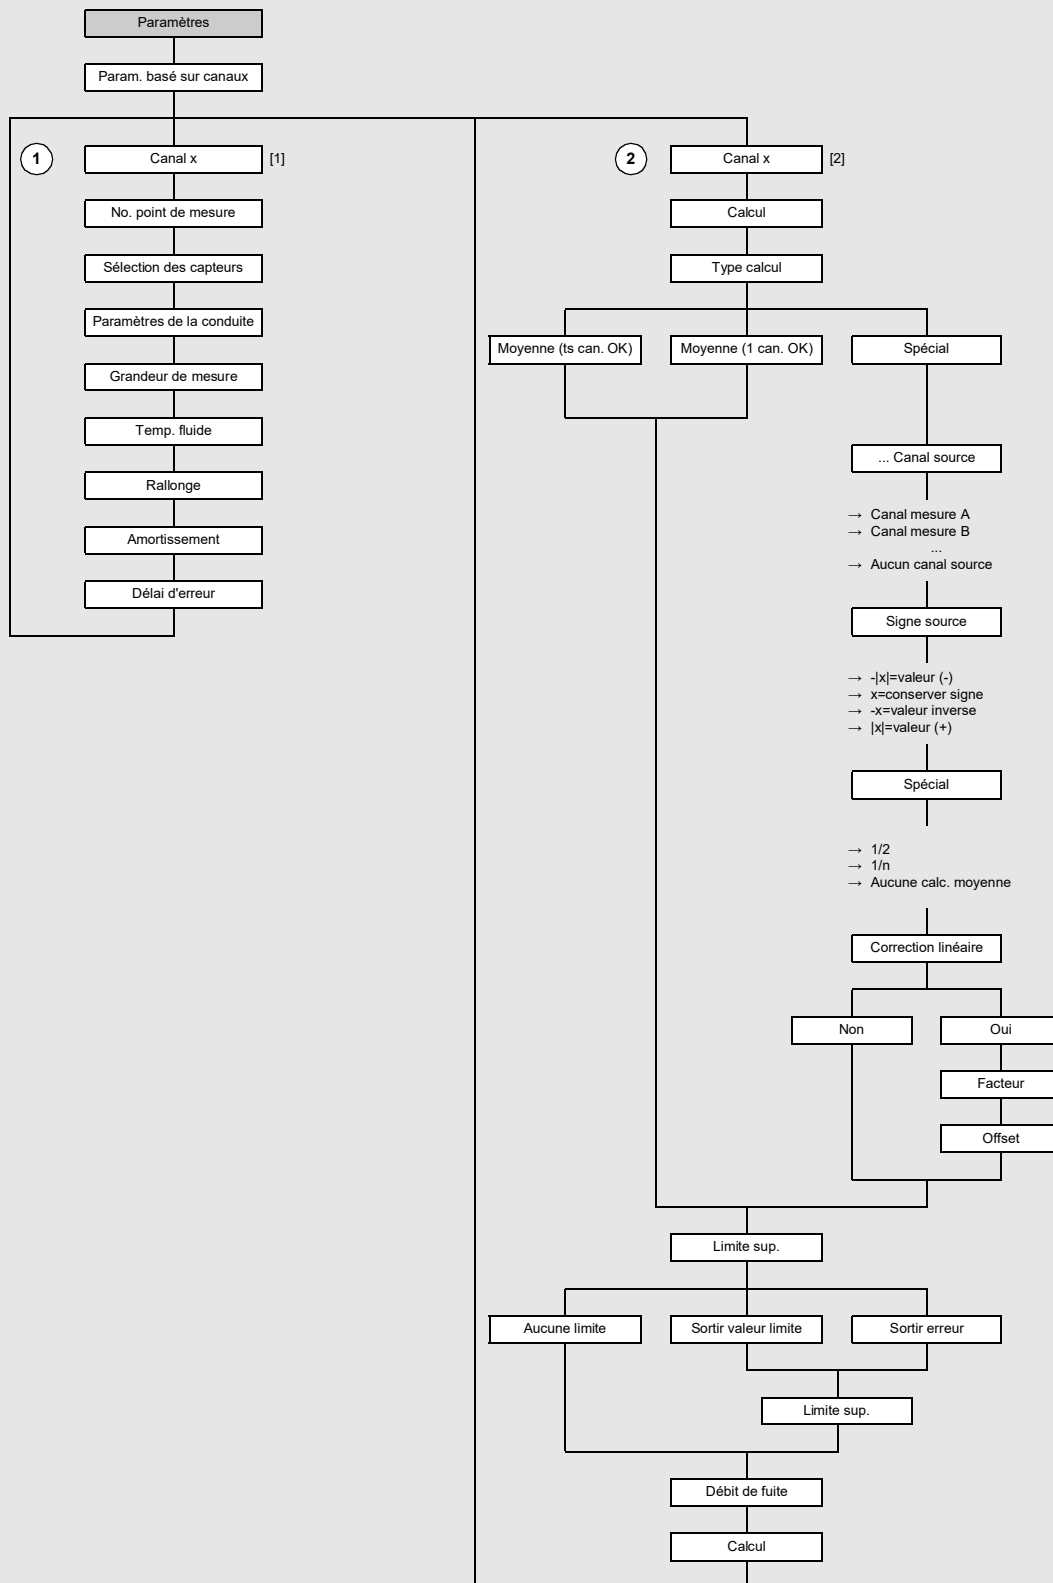 Paramètres
Param. basé sur canaux
1
Canal x
[1]
No. point de mesure
Sélection des capteurs
Paramètres de la conduite
Grandeur de mesure
Temp. fluide
Rallonge
Amortissement
Délai d'erreur
2
Canal x
[2]
Calcul
Type calcul
Moyenne (ts can. OK)
Moyenne (1 can. OK)
Spécial
... Canal source
→ Canal mesure A
→ Canal mesure B
...
→ Aucun canal source
Signe source
→ -|x|=valeur (-)
→ x=conserver signe
→ -x=valeur inverse
→ |x|=valeur (+)
Spécial
→ 1/2
→ 1/n
→ Aucune calc. moyenne
Correction linéaire
Non
Oui
Facteur
Offset
Limite sup.
Aucune limite
Sortir valeur limite
Sortir erreur
Limite sup.
Débit de fuite
Calcul